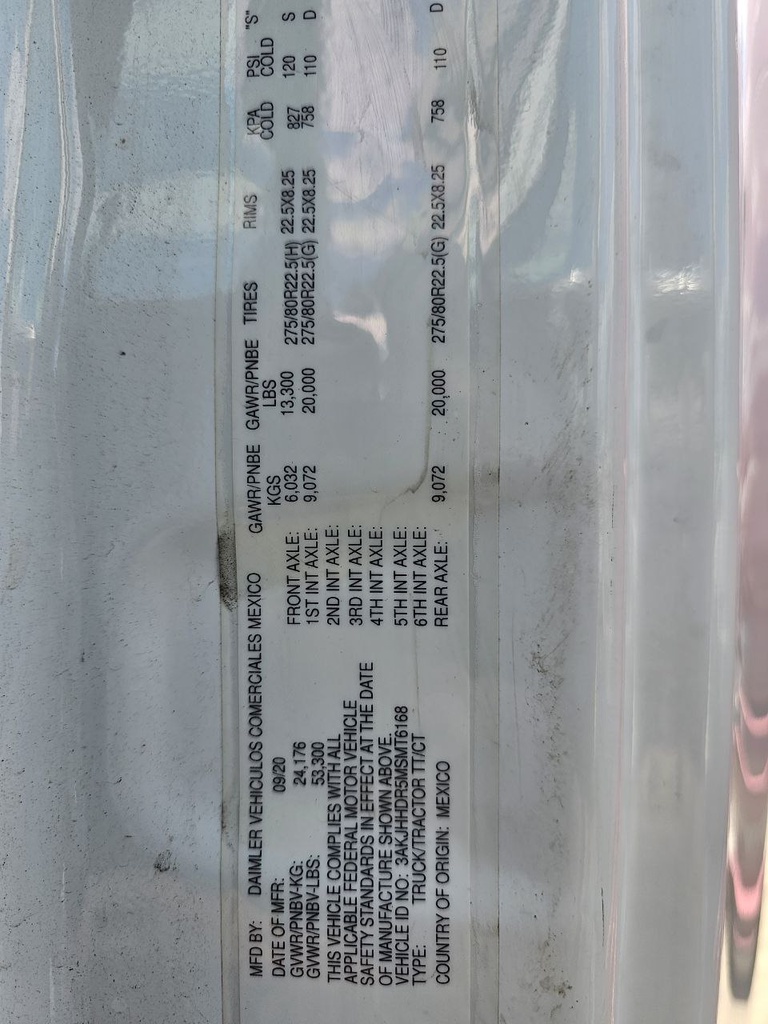 MFD BY: DAIMLER VEHICULOS COMERCIALES MEXICO GAWR/PNBE GAWR/PNBE TIRES RIMS KPA PSI "S"
DATE OF MFR: 09/20 KGS LBS COLD COLD
GVWR/PNBV-KG: 24,176 FRONT AXLE: 6,032 13,300 275/80R22.5(H) 22.5X8.25 827 120 S
GVWR/PNBV-LBS: 53,300 1ST INT AXLE: 9,072 20,000 275/80R22.5(G) 22.5X8.25 758 110 D
THIS VEHICLE COMPLIES WITH ALL 2ND INT AXLE:
APPLICABLE FEDERAL MOTOR VEHICLE 3RD INT AXLE:
SAFETY STANDARDS IN EFFECT AT THE DATE 4TH INT AXLE:
OF MANUFACTURE SHOWN ABOVE.
VEHICLE ID NO: 3AKJHHDR5MSMT6168 5TH INT AXLE:
TYPE: TRUCK/TRACTOR TT/CT 6TH INT AXLE:
COUNTRY OF ORIGIN: MEXICO REAR AXLE: 9,072 20,000 275/80R22.5(G) 22.5X8.25 758 110 D